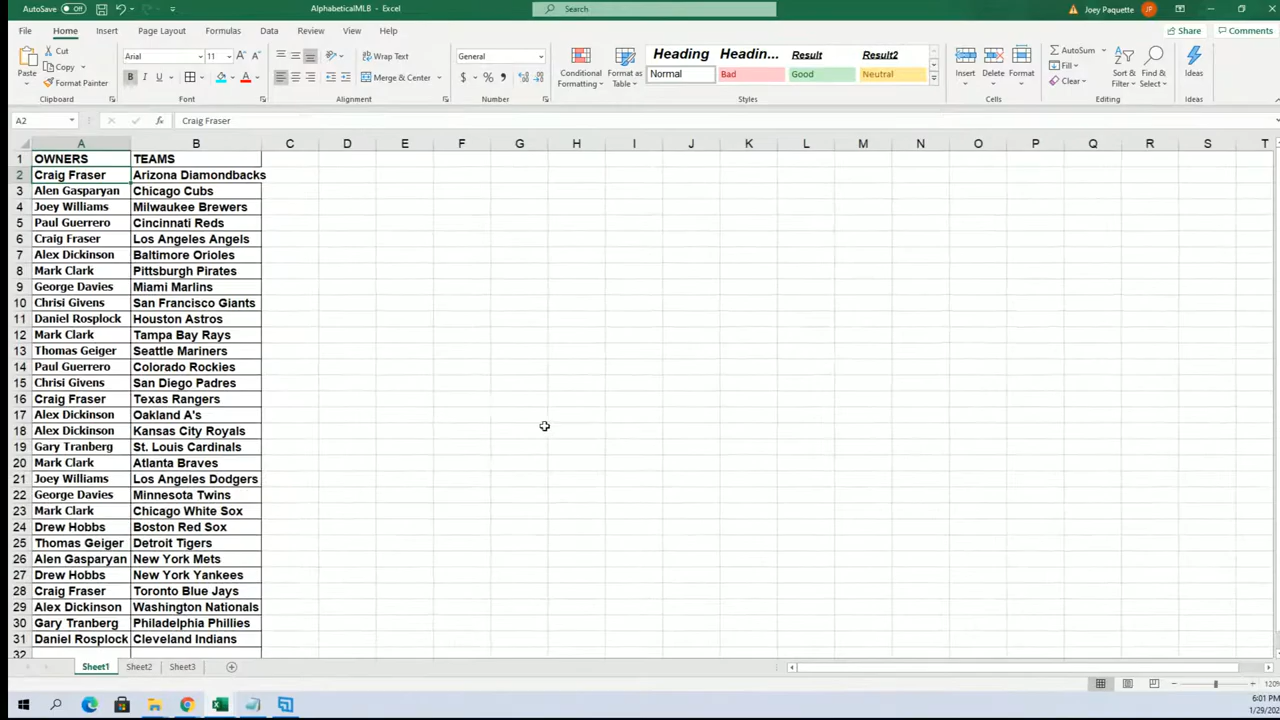 AutoSave Off AlphabeticalMLB - Excel Search Joey Paquette JP
File Home Insert Page Layout Formulas Data Review View Help Share Comments
Paste Cut Copy Format Painter Clipboard
Arial 11 B I U A A A Font
Wrap Text Merge & Center Alignment
General $ % Number
Conditional Formatting Format as Table
Heading Headin... Result Result2
Normal Bad Good Neutral
Styles
Insert Delete Format Cells
AutoSum Fill Clear Sort & Filter Find & Select Editing
Ideas Ideas
A2 fx Craig Fraser
A B C D E F G H I J K L M N O P Q R S T
1 OWNERS TEAMS
2 Craig Fraser Arizona Diamondbacks
3 Alen Gasparyan Chicago Cubs
4 Joey Williams Milwaukee Brewers
5 Paul Guerrero Cincinnati Reds
6 Craig Fraser Los Angeles Angels
7 Alex Dickinson Baltimore Orioles
8 Mark Clark Pittsburgh Pirates
9 George Davies Miami Marlins
10 Chrisi Givens San Francisco Giants
11 Daniel Rosplock Houston Astros
12 Mark Clark Tampa Bay Rays
13 Thomas Geiger Seattle Mariners
14 Paul Guerrero Colorado Rockies
15 Chrisi Givens San Diego Padres
16 Craig Fraser Texas Rangers
17 Alex Dickinson Oakland A's
18 Alex Dickinson Kansas City Royals
19 Gary Tranberg St. Louis Cardinals
20 Mark Clark Atlanta Braves
21 Joey Williams Los Angeles Dodgers
22 George Davies Minnesota Twins
23 Mark Clark Chicago White Sox
24 Drew Hobbs Boston Red Sox
25 Thomas Geiger Detroit Tigers
26 Alen Gasparyan New York Mets
27 Drew Hobbs New York Yankees
28 Craig Fraser Toronto Blue Jays
29 Alex Dickinson Washington Nationals
30 Gary Tranberg Philadelphia Phillies
31 Daniel Rosplock Cleveland Indians
32
Sheet1 Sheet2 Sheet3
120%
6:01 PM
1/29/202